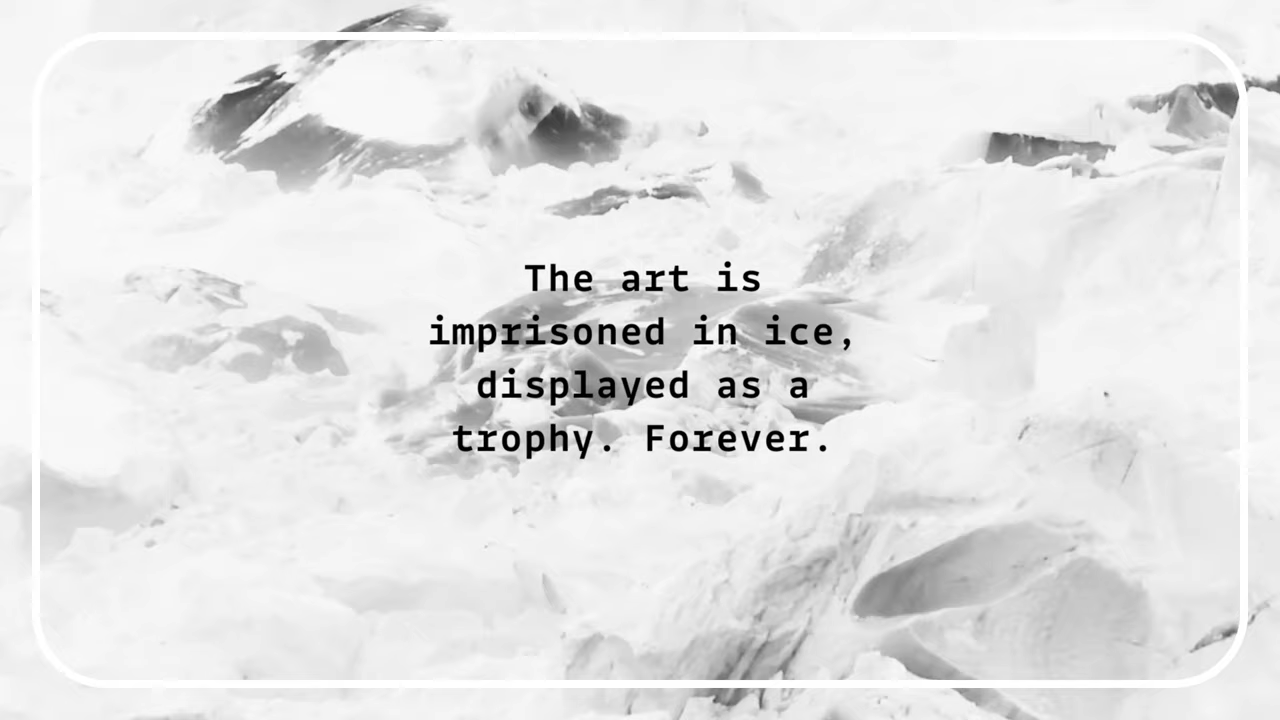 The art is
imprisoned in ice,
displayed as a
trophy. Forever.